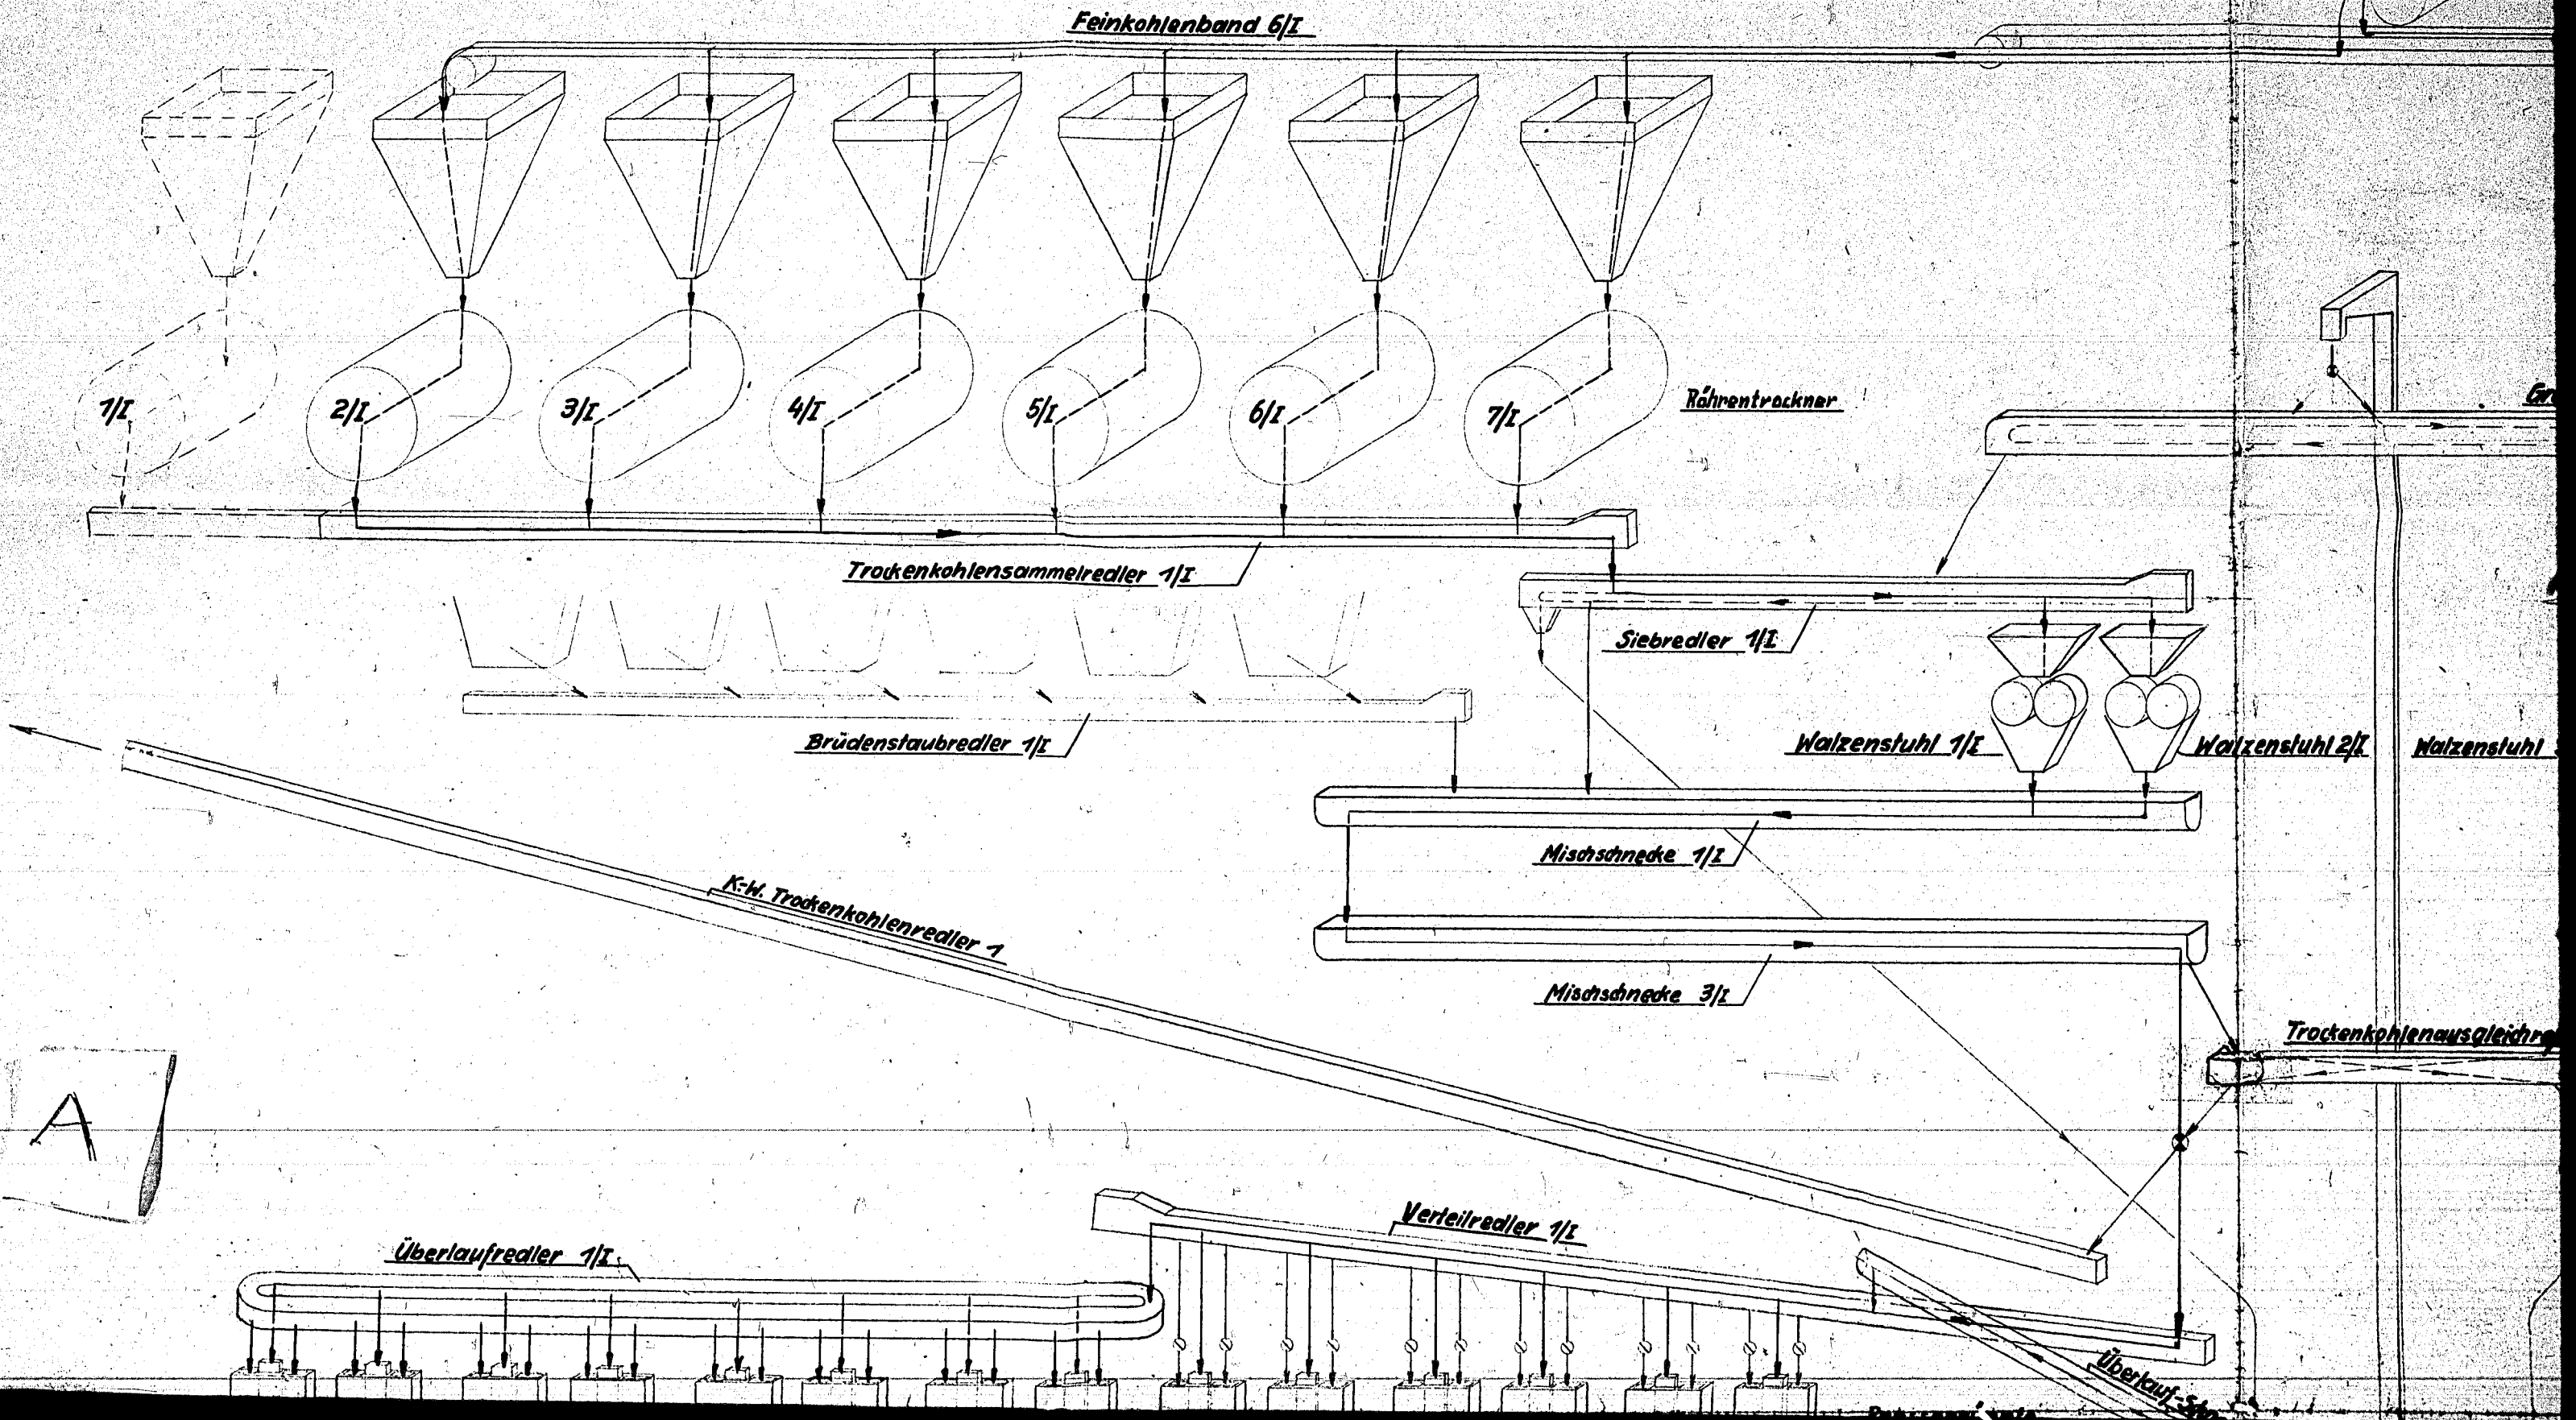 Feinkohlenband 6/I
1/I
2/I
3/I
4/I
5/I
6/I
7/I
Röhrentrockner
Trockenkohlensammelredler 1/I
Siebredler 1/I
Brüdenstaubredler 1/I
Walzenstuhl 1/I
Walzenstuhl 2/I
Walzenstuhl
Mischschnecke 1/I
K.-W. Trockenkohlenredler 1
Mischschnecke 3/I
A
Verteilredler 1/I
Überlaufredler 1/I